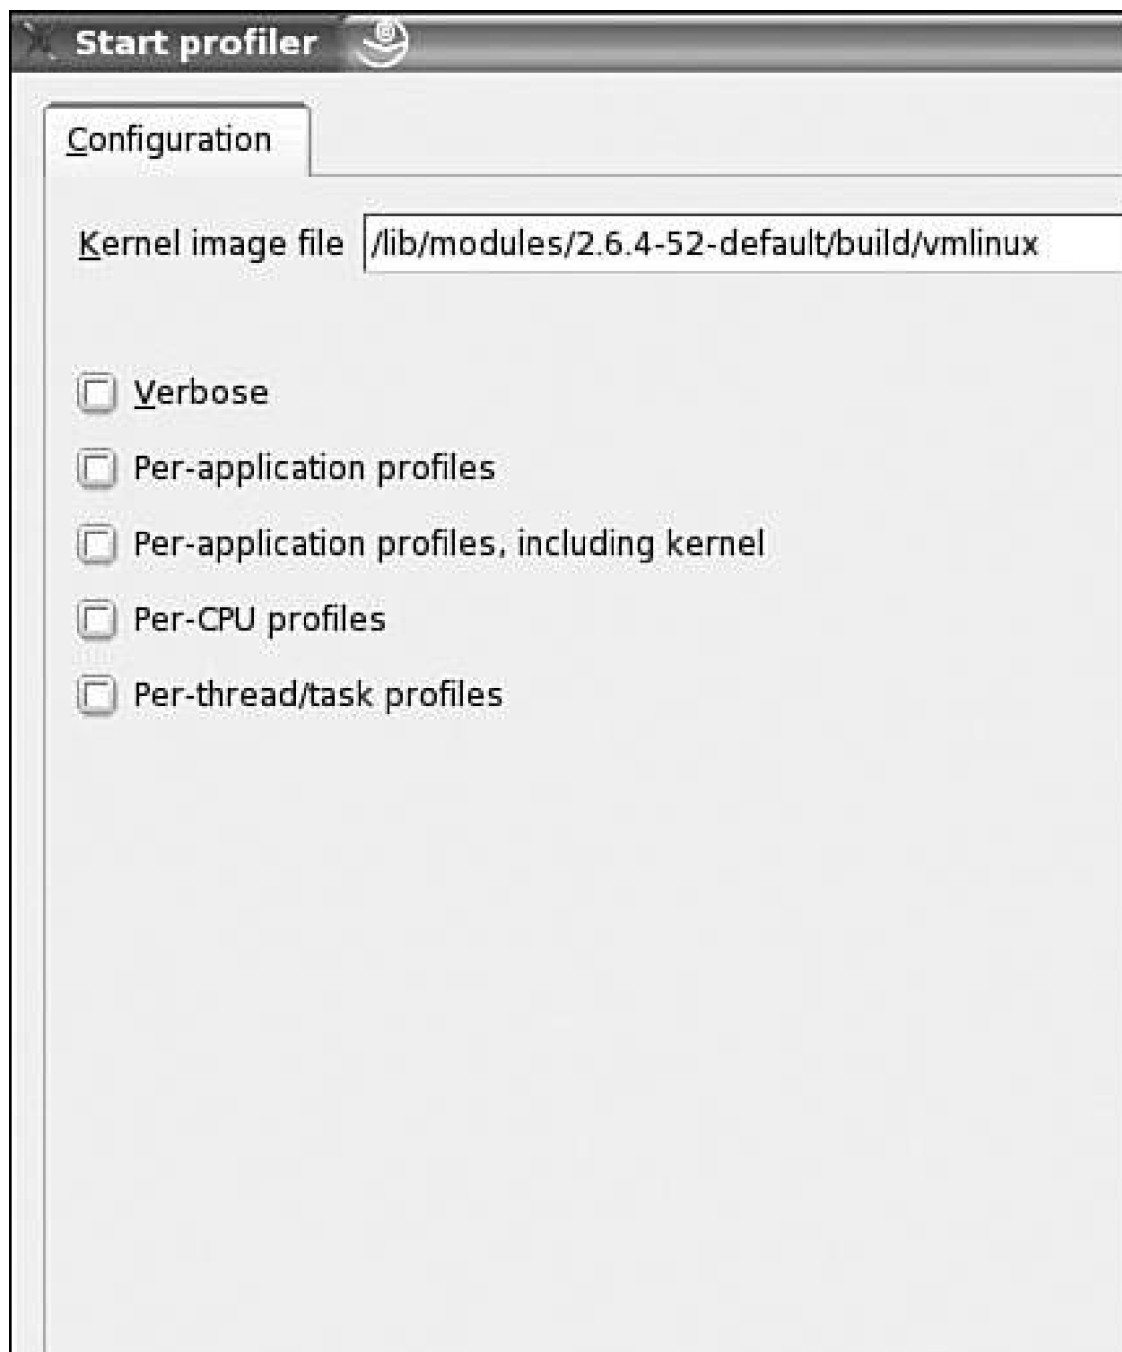 Start profiler
Configuration
Kernel image file /lib/modules/2.6.4-52-default/build/vmlinux
Verbose
Per-application profiles
Per-application profiles, including kernel
Per-CPU profiles
Per-thread/task profiles